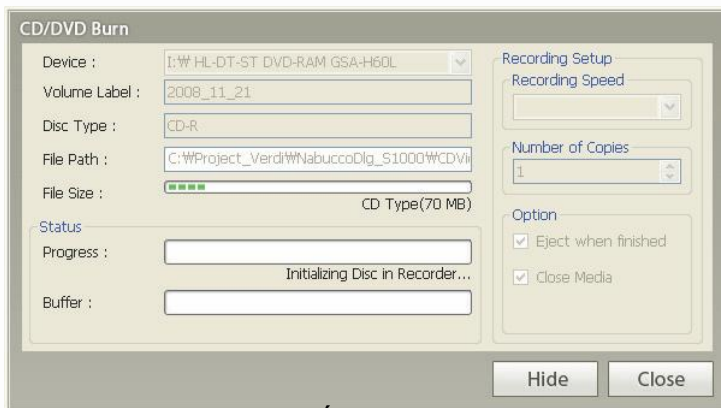 CD/DVD Burn
Device :
I:₩ HL-DT-ST DVD-RAM GSA-H60L
Volume Label :
2008_11_21
Disc Type :
CD-R
File Path :
C:₩Project_Verdi₩NabuccoDlg_S1000₩CDVi
File Size :
CD Type(70 MB)
Status
Progress :
Initializing Disc in Recorder...
Buffer :
Recording Setup
Recording Speed
Number of Copies
1
Option
Eject when finished
Close Media
Hide
Close